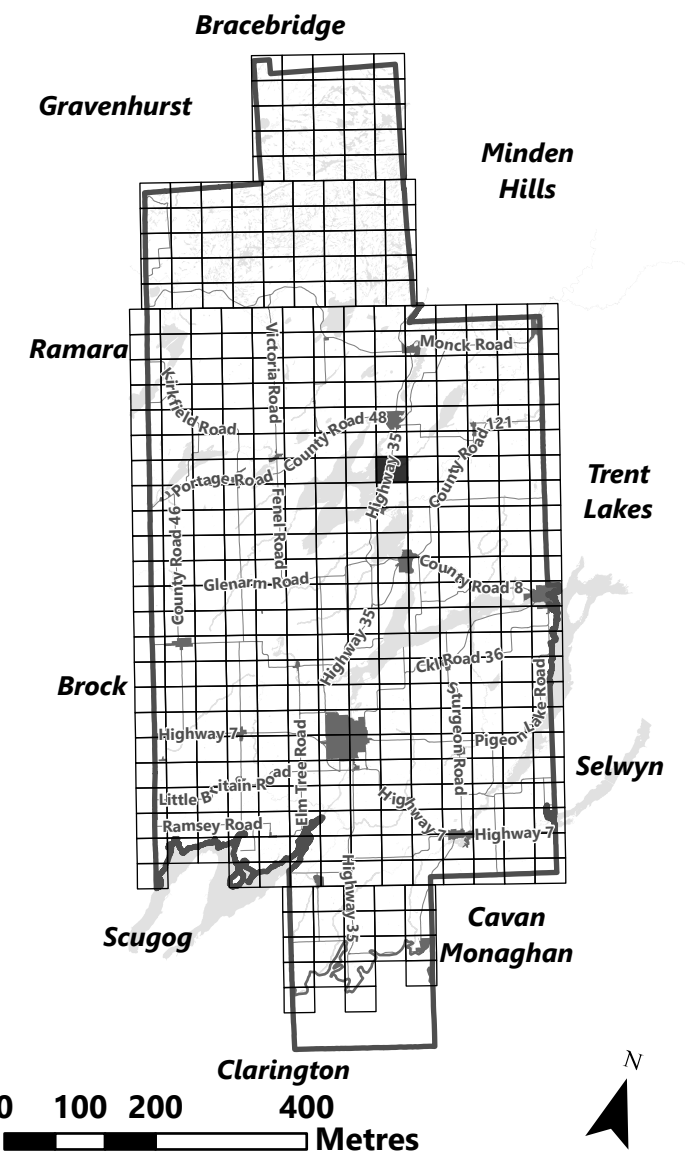 Bracebridge
Gravenhurst
Minden
Hills
Ramara
Monck Road
Victoria Road
Kirkfield Road
County Road 48
County Road 121
Highway 35
Portage Road
Trent
Lakes
Fenel Road
County Road 46
Glenarm Road
County Road 8
Highway 35
Ckl Road 36
Brock
Sturgeon Road
Pigeon Lake Road
Highway 7
Elm Tree Road
Selwyn
Little Britain Road
Highway 7
Highway 7
Ramsey Road
Highway 35
Scugog
Cavan
Monaghan
Clarington
N
0 100 200 400
Metres